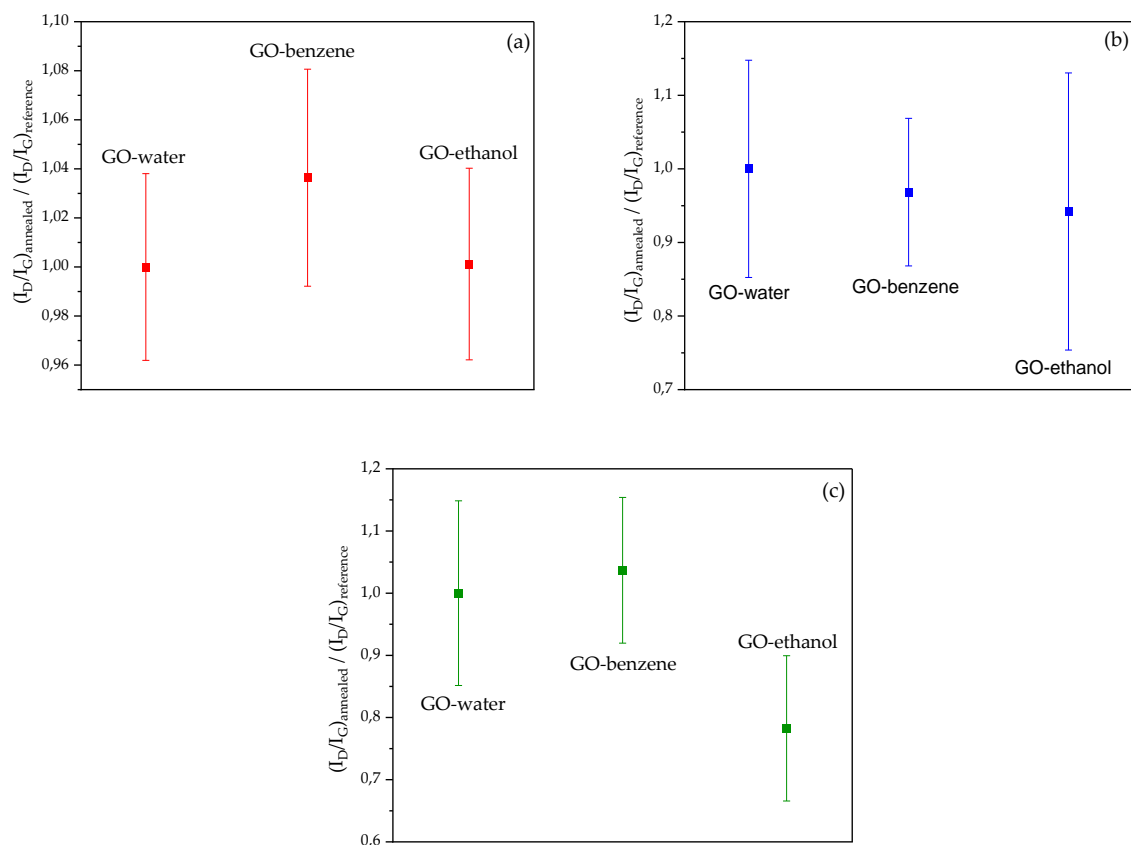 1,10
1,08
1,06
1,04
1,02
1,00
0,98
0,96
(I_D/I_G)_annealed / (I_D/I_G)_reference
(a)
GO-water
GO-benzene
GO-ethanol
1,2
1,1
1,0
0,9
0,8
0,7
(I_D/I_G)_annealed / (I_D/I_G)_reference
(b)
GO-water
GO-benzene
GO-ethanol
1,2
1,1
1,0
0,9
0,8
0,7
0,6
(I_D/I_G)_annealed / (I_D/I_G)_reference
(c)
GO-water
GO-benzene
GO-ethanol